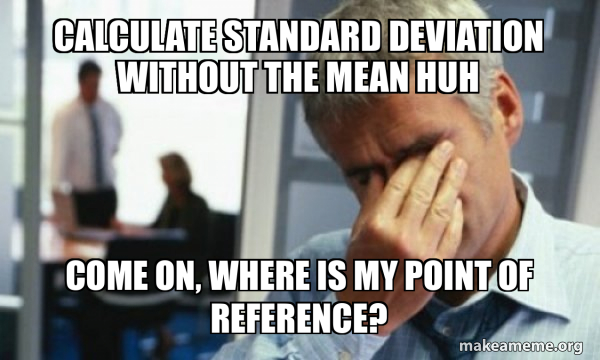 CALCULATE STANDARD DEVIATION
WITHOUT THE MEAN HUH
COME ON, WHERE IS MY POINT OF
REFERENCE?
makeameme.org